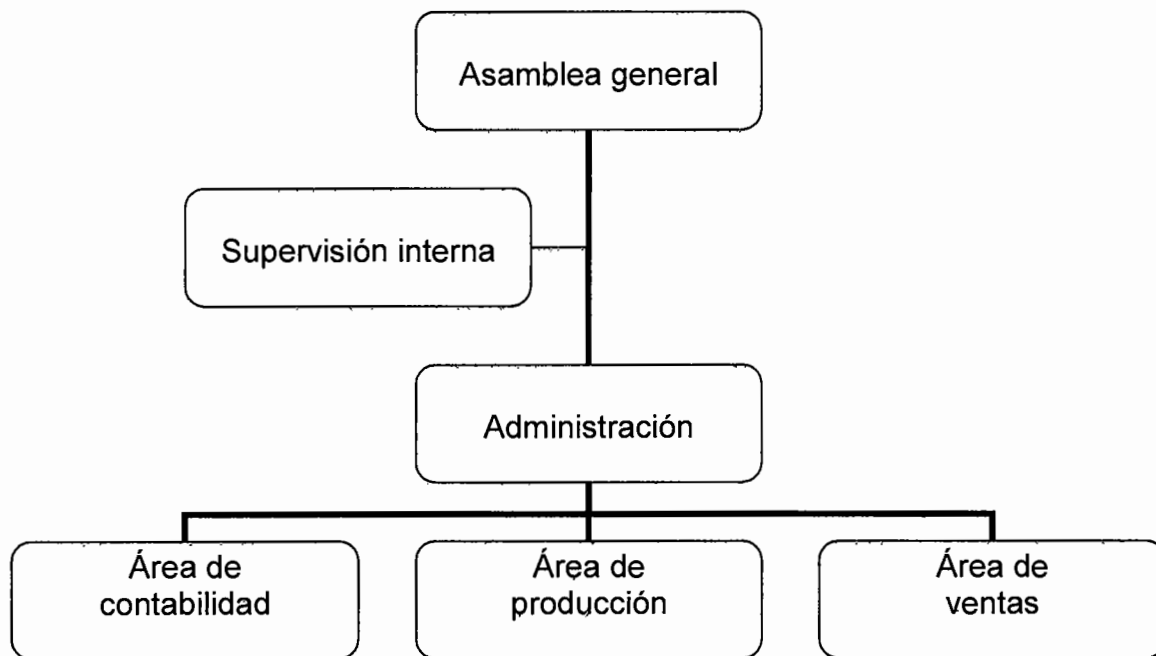 Asamblea general
Supervisión interna
Administración
Área de
contabilidad
Área de
producción
Área de
ventas